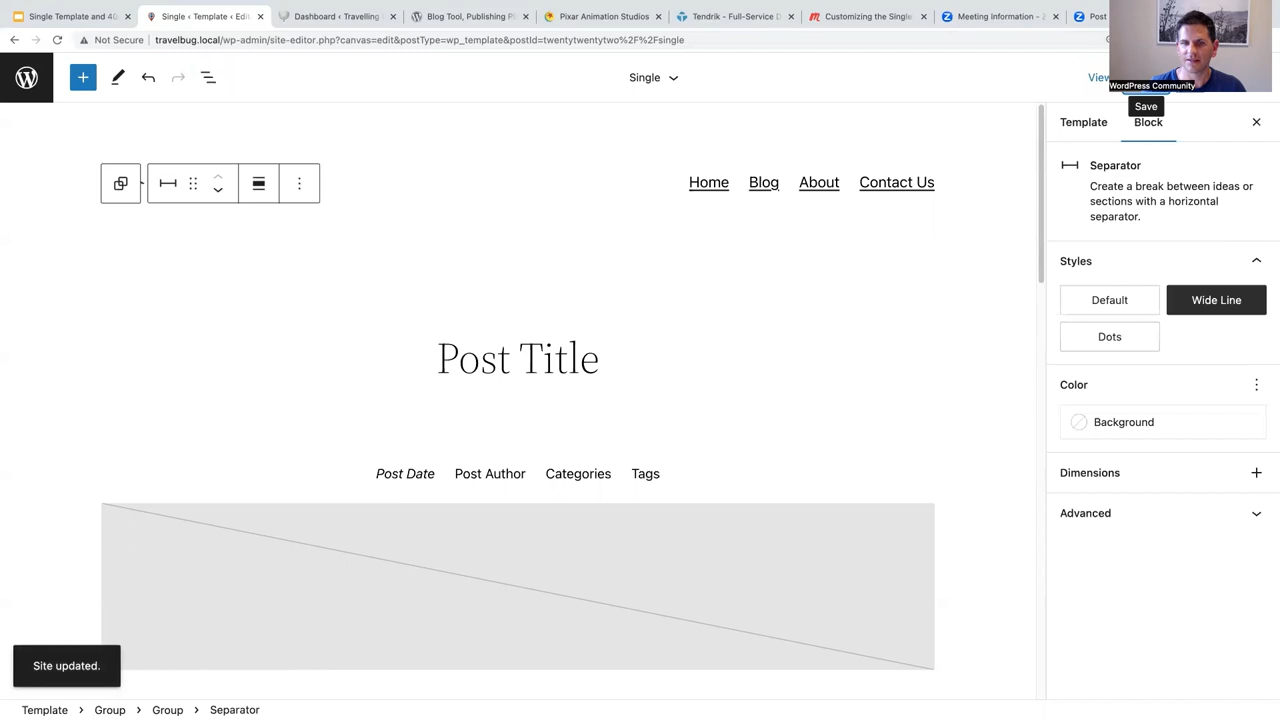 Single Template and 40
Single ‹ Template ‹ Edit
Dashboard ‹ Travelling
Blog Tool, Publishing Pl
Pixar Animation Studios
Tendrik - Full-Service D
Customizing the Single
Meeting Information - Z
Post
Not Secure
travelbug.local/wp-admin/site-editor.php?canvas=edit&postType=wp_template&postId=twentytwentytwo%2F%2Fsingle
Single
View
WordPress Community
Save
Template
Block
Home
Blog
About
Contact Us
Separator
Create a break between ideas or
sections with a horizontal
separator.
Styles
Default
Wide Line
Dots
Post Title
Color
Background
Post Date
Post Author
Categories
Tags
Dimensions
Advanced
Site updated.
Template
Group
Group
Separator